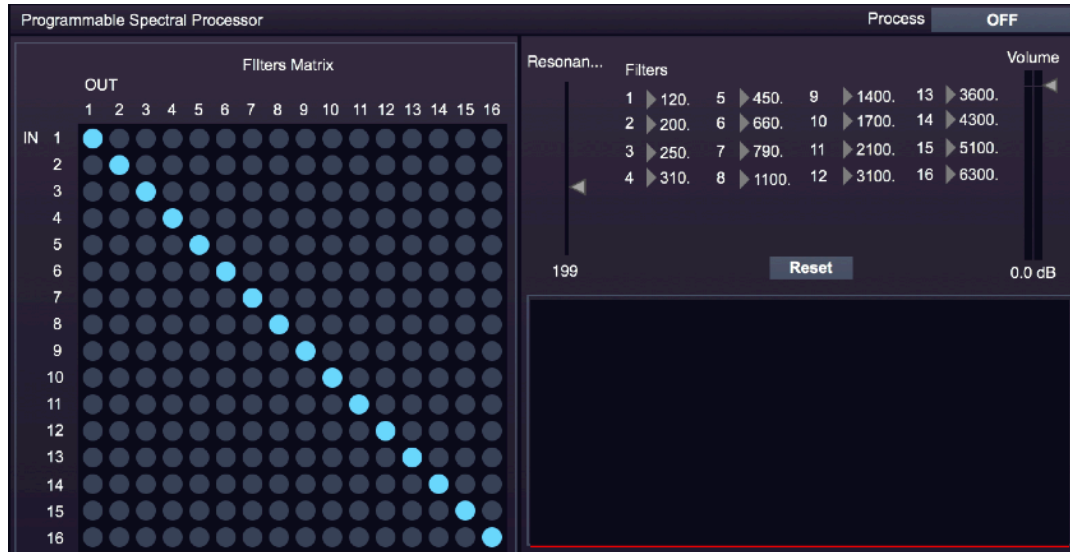 Programmable Spectral Processor
Process OFF
FIlters Matrix
OUT
1 2 3 4 5 6 7 8 9 10 11 12 13 14 15 16
IN 1
2
3
4
5
6
7
8
9
10
11
12
13
14
15
16
Resonan...
199
Filters
1 120. 5 450. 9 1400. 13 3600.
2 200. 6 660. 10 1700. 14 4300.
3 250. 7 790. 11 2100. 15 5100.
4 310. 8 1100. 12 3100. 16 6300.
Reset
Volume
0.0 dB